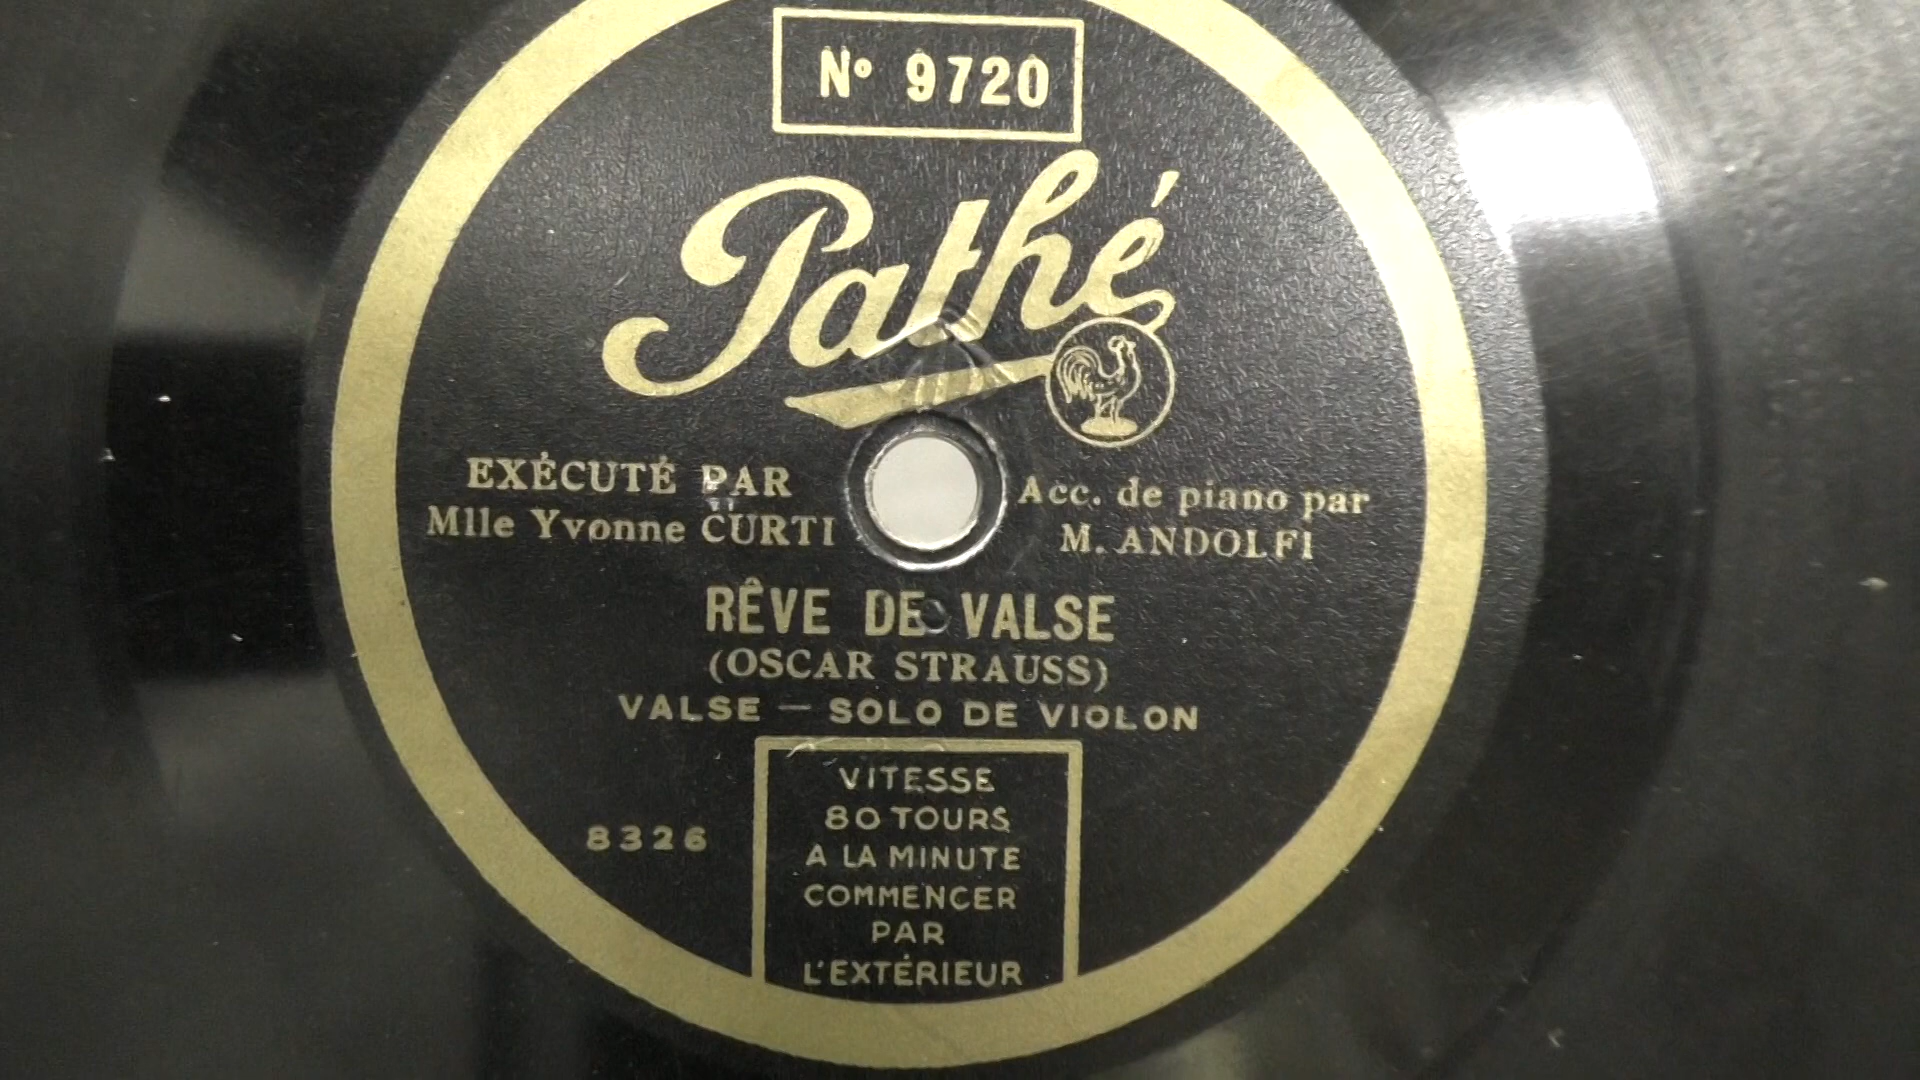 N° 9720
Pathé
EXÉCUTÉ PAR
Mlle Yvonne CURTI
Acc. de piano par
M. ANDOLFI
RÊVE DE VALSE
(OSCAR STRAUSS)
VALSE — SOLO DE VIOLON
8326
VITESSE
80 TOURS
A LA MINUTE
COMMENCER
PAR
L'EXTÉRIEUR